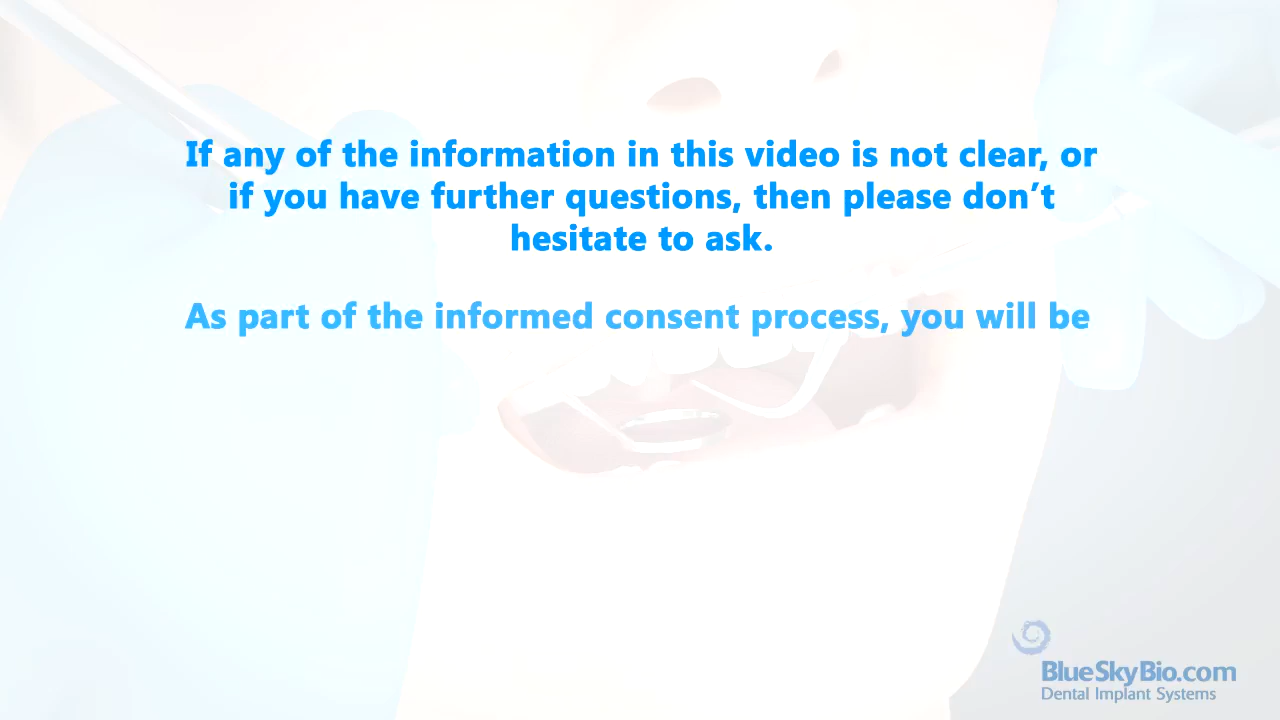 If any of the information in this video is not clear, or
if you have further questions, then please don’t
hesitate to ask.
As part of the informed consent process, you will be
BlueSkyBio.com
Dental Implant Systems